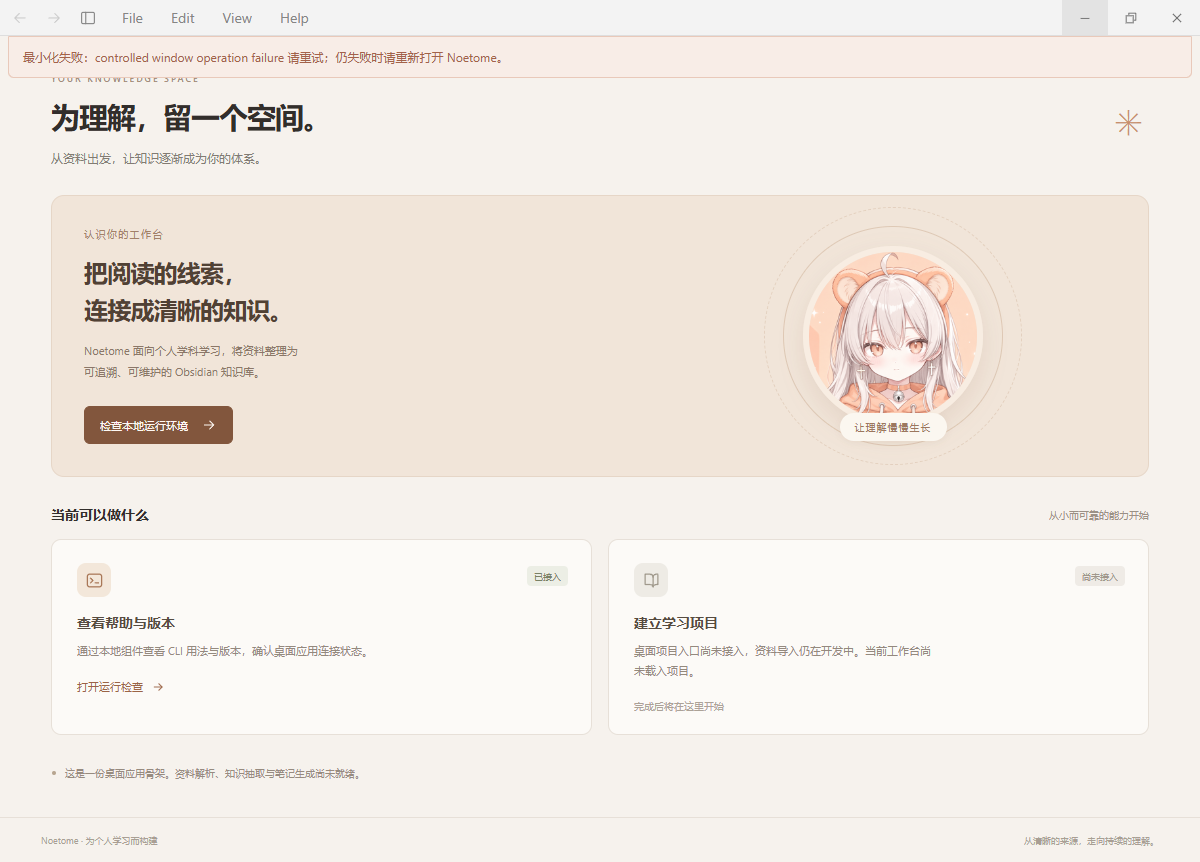 File Edit View Help
最小化失败：controlled window operation failure 请重试；仍失败时请重新打开 Noetome。
YOUR KNOWLEDGE SPACE
为理解，留一个空间。
从资料出发，让知识逐渐成为你的体系。
认识你的工作台
把阅读的线索，
连接成清晰的知识。
Noetome 面向个人学科学习，将资料整理为
可追溯、可维护的 Obsidian 知识库。
检查本地运行环境
让理解慢慢生长
当前可以做什么
从小而可靠的能力开始
已接入
查看帮助与版本
通过本地组件查看 CLI 用法与版本，确认桌面应用连接状态。
打开运行检查
尚未接入
建立学习项目
桌面项目入口尚未接入，资料导入仍在开发中。当前工作台尚
未载入项目。
完成后将在这里开始
这是一份桌面应用骨架。资料解析、知识抽取与笔记生成尚未就绪。
Noetome · 为个人学习而构建
从清晰的来源，走向持续的理解。